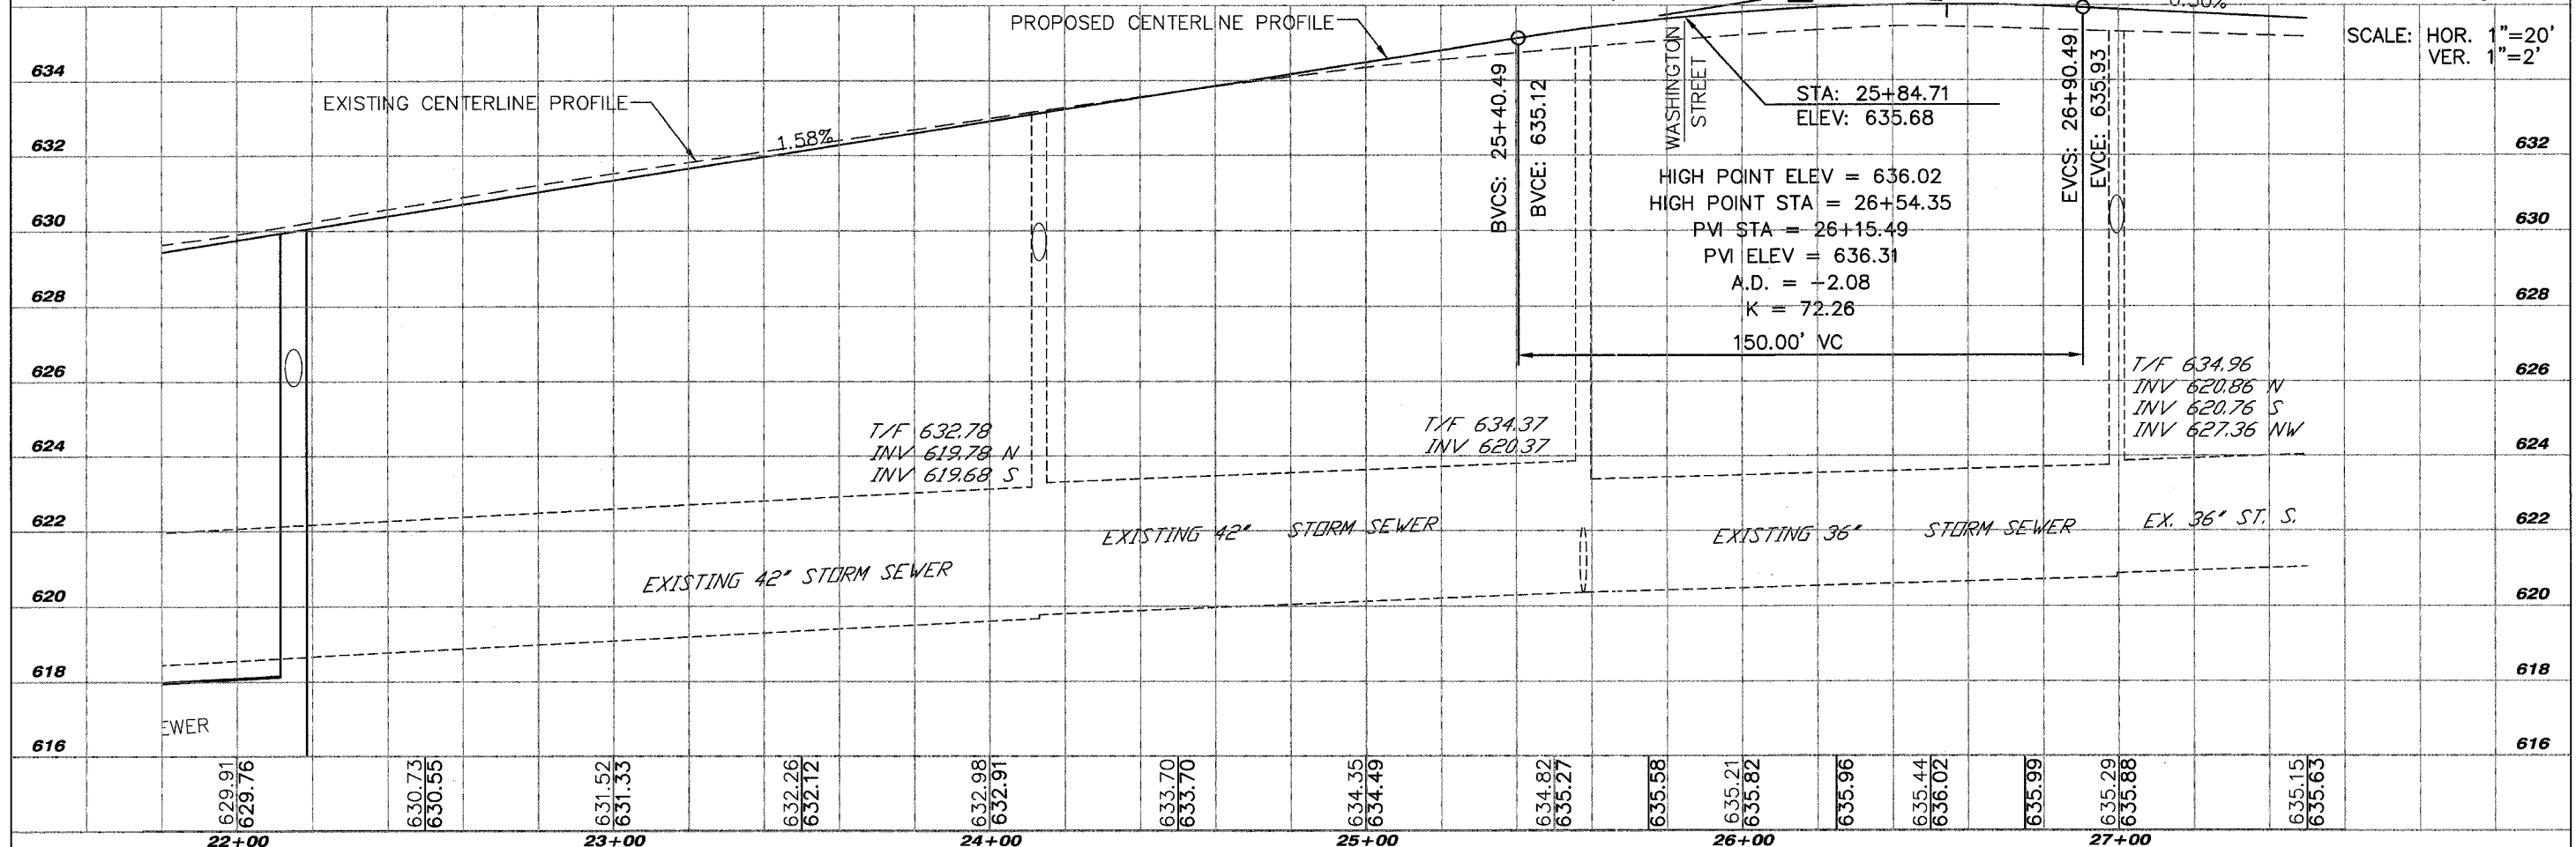 PROPOSED CENTERLINE PROFILE
SCALE: HOR. 1"=20'
VER. 1"=2'
EXISTING CENTERLINE PROFILE
1.58%
WASHINGTON
STREET
STA: 25+84.71
ELEV: 635.68
BVCS: 25+40.49
BVCE: 635.12
EVCS: 26+90.49
EVCE: 635.93
HIGH POINT ELEV = 636.02
HIGH POINT STA = 26+54.35
PVI STA = 26+15.49
PVI ELEV = 636.31
A.D. = -2.08
K = 72.26
150.00' VC
T/F 632.78
INV 619.78 N
INV 619.68 S
T/F 634.37
INV 620.37
T/F 634.96
INV 620.86 N
INV 620.76 S
INV 627.36 NW
EXISTING 42" STORM SEWER
EXISTING 42" STORM SEWER
EXISTING 36" STORM SEWER
EX. 36" ST. S.
EWER
634
632
630
628
626
624
622
620
618
616
632
630
628
626
624
622
620
618
616
629.91
629.76
630.73
630.55
631.52
631.33
632.26
632.12
632.98
632.91
633.70
633.70
634.35
634.49
634.82
635.27
635.58
635.21
635.82
635.96
635.44
636.02
635.99
635.29
635.88
635.15
635.63
22+00
23+00
24+00
25+00
26+00
27+00